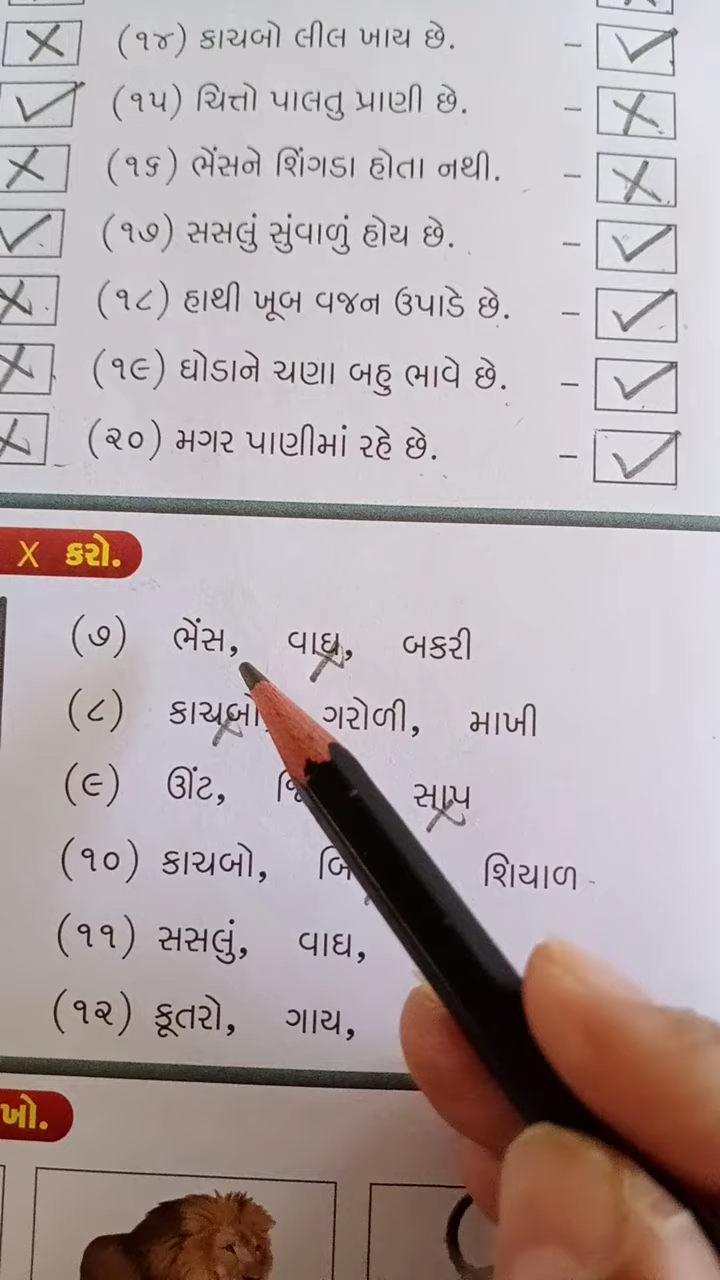 (૧૪) કાચબો લીલ ખાય છે. –
(૧૫) ચિત્તો પાલતુ પ્રાણી છે. –
(૧૬) ભેંસને શિંગડા હોતા નથી. –
(૧૭) સસલું સુંવાળું હોય છે. –
(૧૮) હાથી ખૂબ વજન ઉપાડે છે. –
(૧૯) ઘોડાને ચણા બહુ ભાવે છે. –
(૨૦) મગર પાણીમાં રહે છે. –
X કરો.
(૭) ભેંસ, વાઘ, બકરી
(૮) કાચબો, ગરોળી, માખી
(૯) ઊંટ, સાપ
(૧૦) કાચબો, શિયાળ
(૧૧) સસલું, વાઘ,
(૧૨) કૂતરો, ગાય,
ખો.